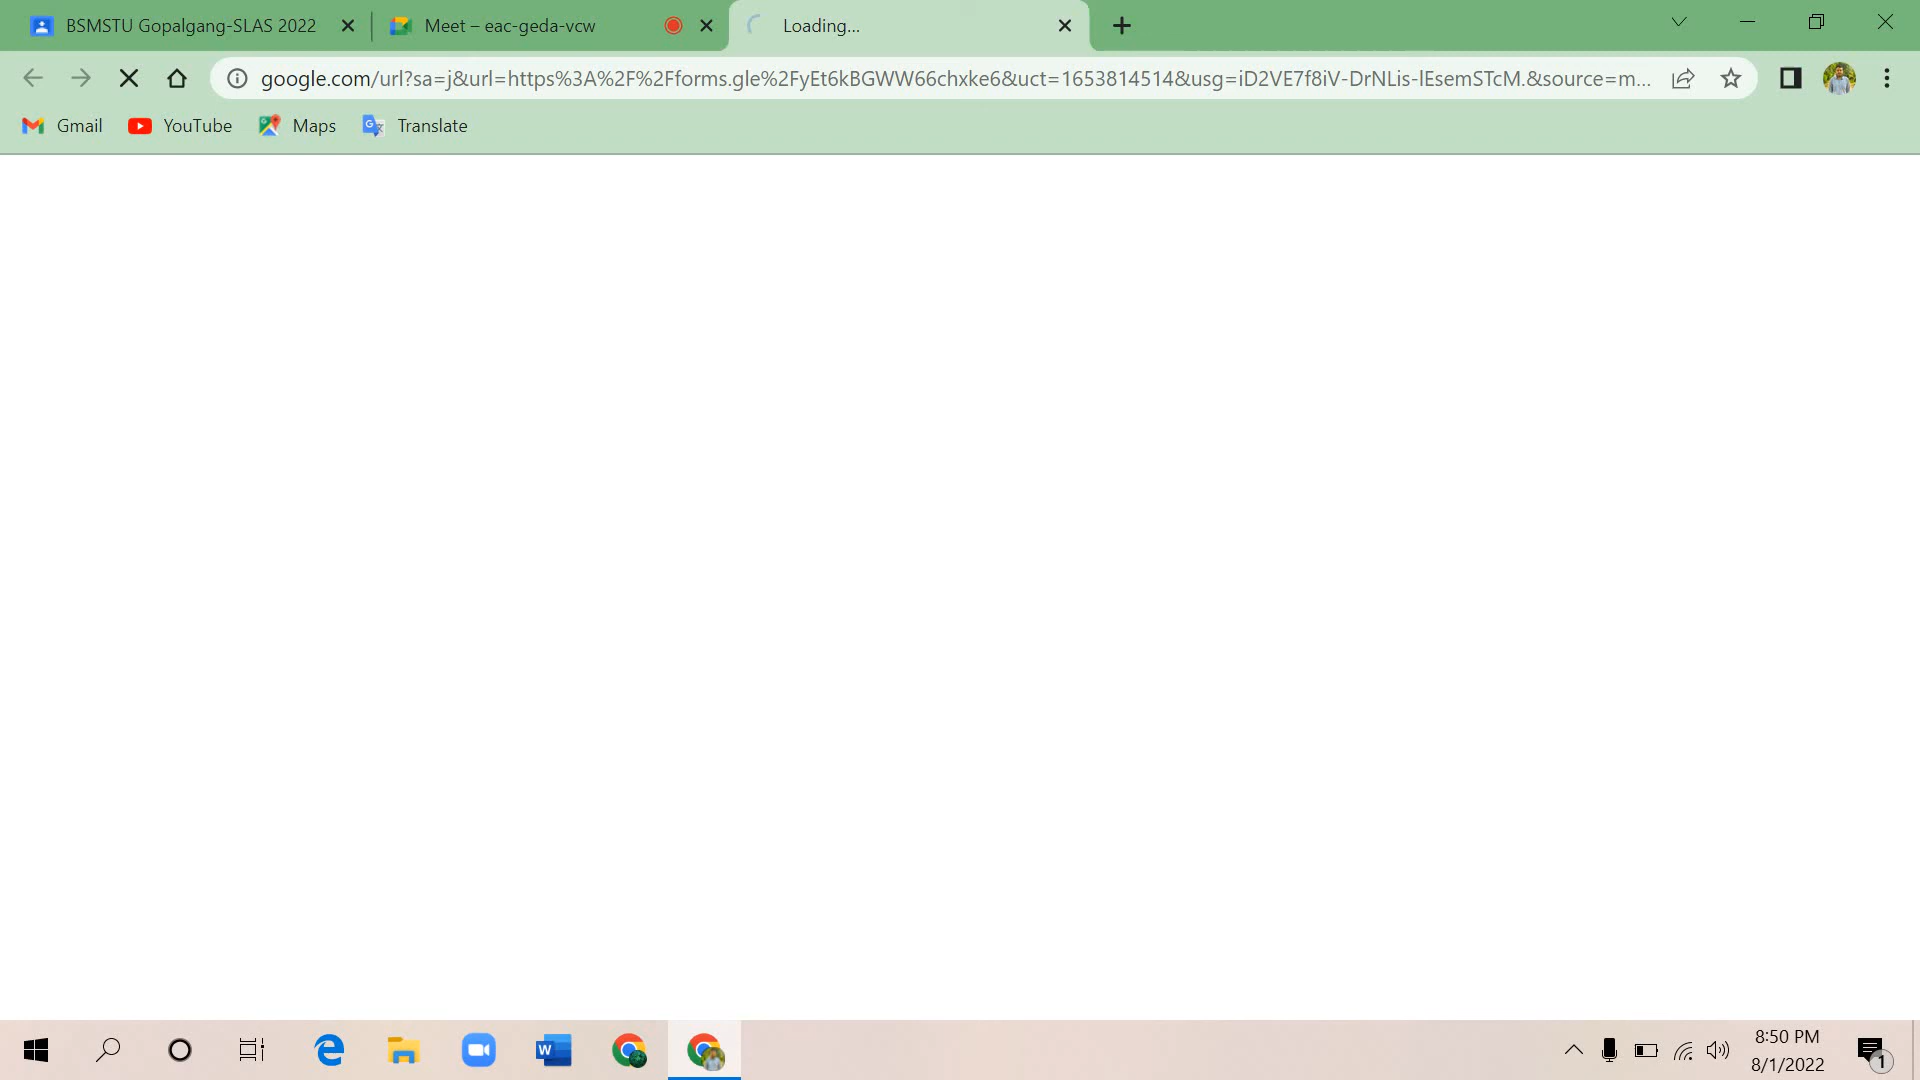 BSMSTU Gopalgang-SLAS 2022
Meet – eac-geda-vcw
Loading...
google.com/url?sa=j&url=https%3A%2F%2Fforms.gle%2FyEt6kBGWW66chxke6&uct=1653814514&usg=iD2VE7f8iV-DrNLis-lEsemSTcM.&source=m...
Gmail
YouTube
Maps
Translate
8:50 PM
8/1/2022
1